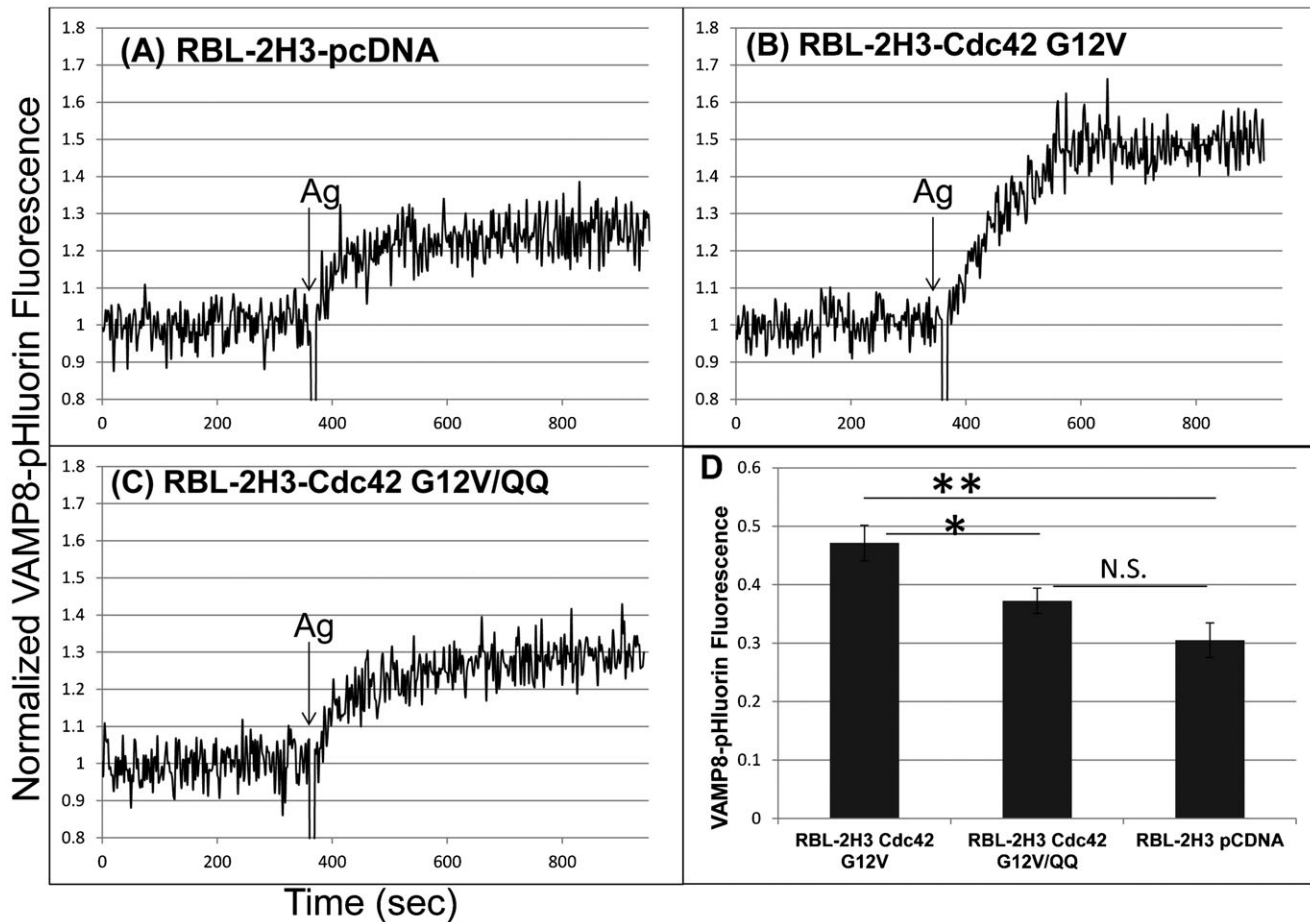 Normalized VAMP8-pHluorin Fluorescence
(A) RBL-2H3-pcDNA
1.8
1.7
1.6
1.5
1.4
1.3
1.2
1.1
1
0.9
0.8
Ag
0 200 400 600 800
(B) RBL-2H3-Cdc42 G12V
1.8
1.7
1.6
1.5
1.4
1.3
1.2
1.1
1
0.9
0.8
Ag
0 200 400 600 800
(C) RBL-2H3-Cdc42 G12V/QQ
1.8
1.7
1.6
1.5
1.4
1.3
1.2
1.1
1
0.9
0.8
Ag
0 200 400 600 800
Time (sec)
D
VAMP8-pHluorin Fluorescence
0.6
0.5
0.4
0.3
0.2
0.1
0
**
*
N.S.
RBL-2H3 Cdc42 G12V
RBL-2H3 Cdc42 G12V/QQ
RBL-2H3 pCDNA